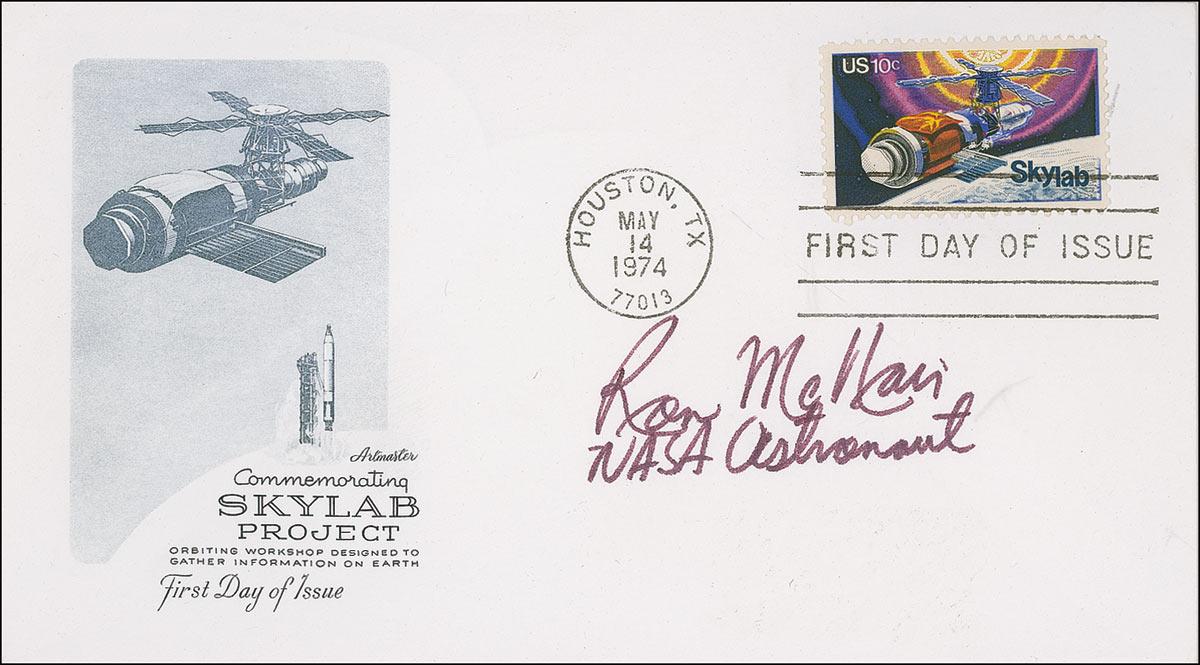 US 10c
Skylab
HOUSTON, TX
MAY
14
1974
77013
FIRST DAY OF ISSUE
Ron McNair
NASA Astronaut
Artmaster
Commemorating
SKYLAB
PROJECT
ORBITING WORKSHOP DESIGNED TO
GATHER INFORMATION ON EARTH
First Day of Issue